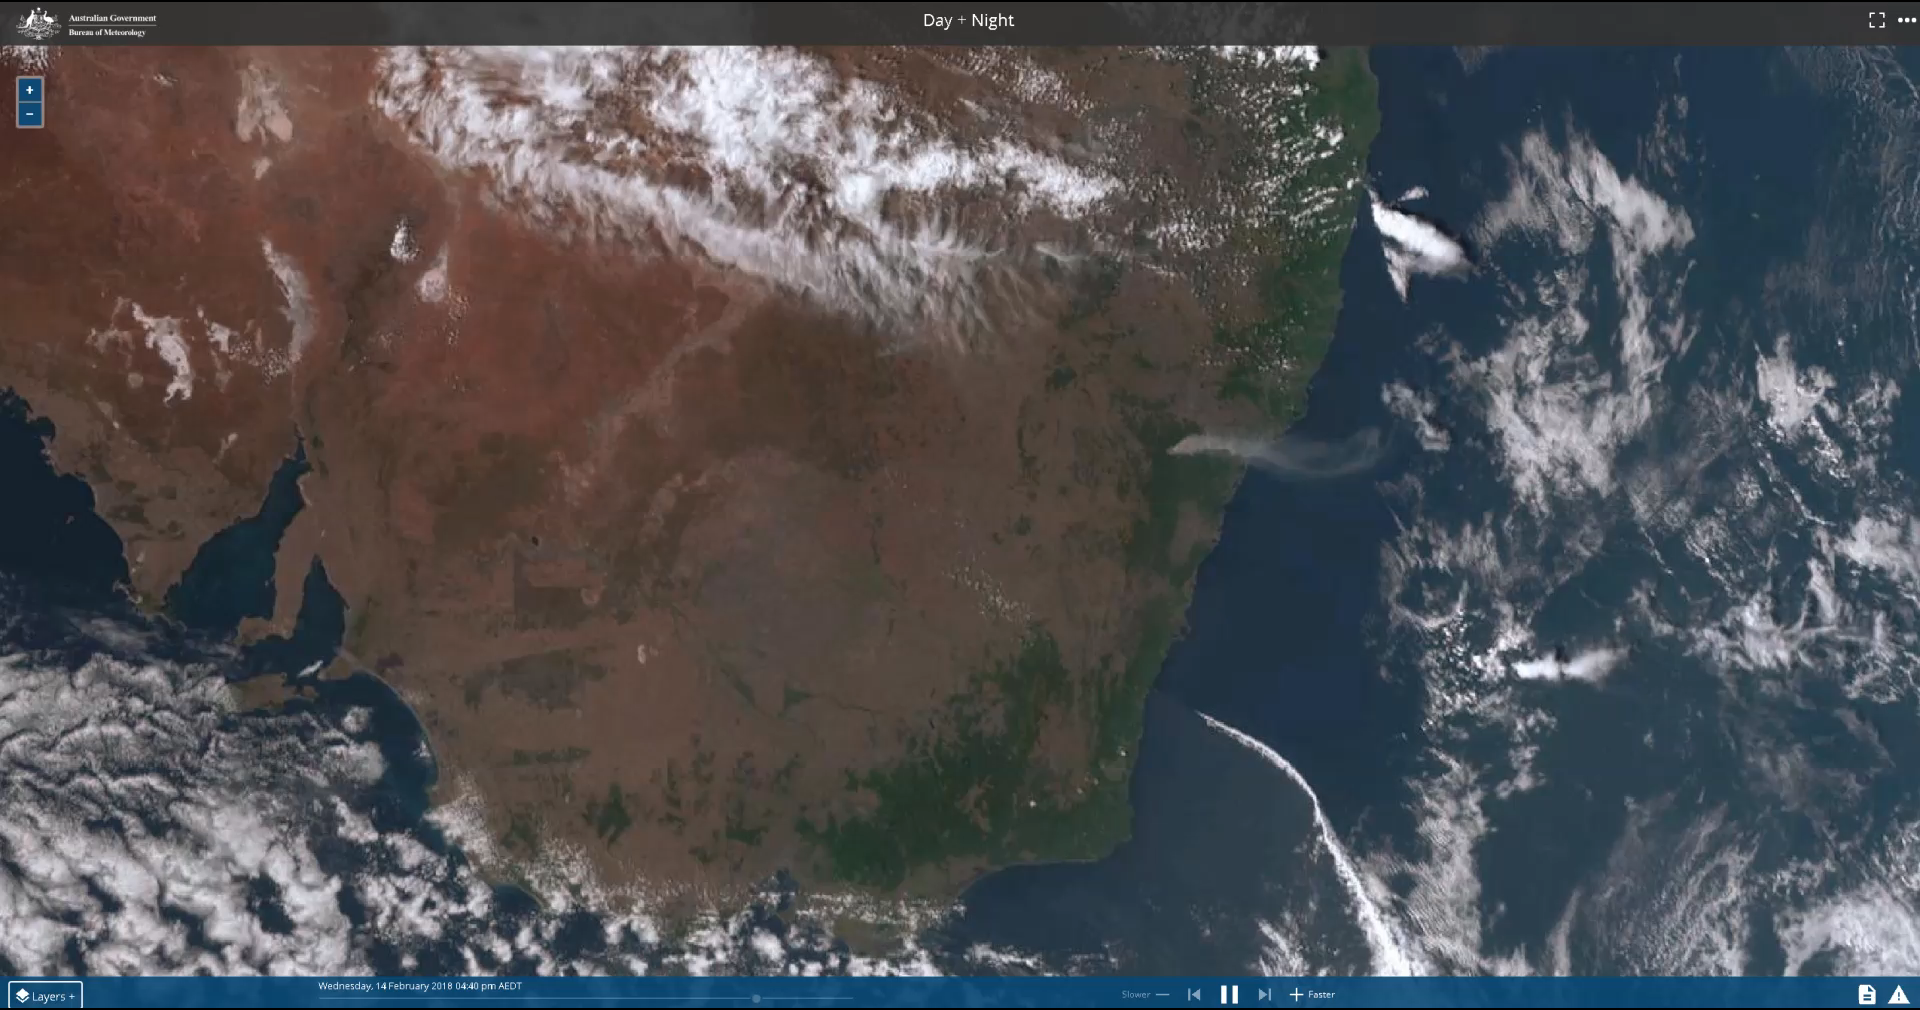 Australian Government
Bureau of Meteorology
Day + Night
+
−
Layers +
Wednesday, 14 February 2018 04:40 pm AEDT
Slower −
+ Faster